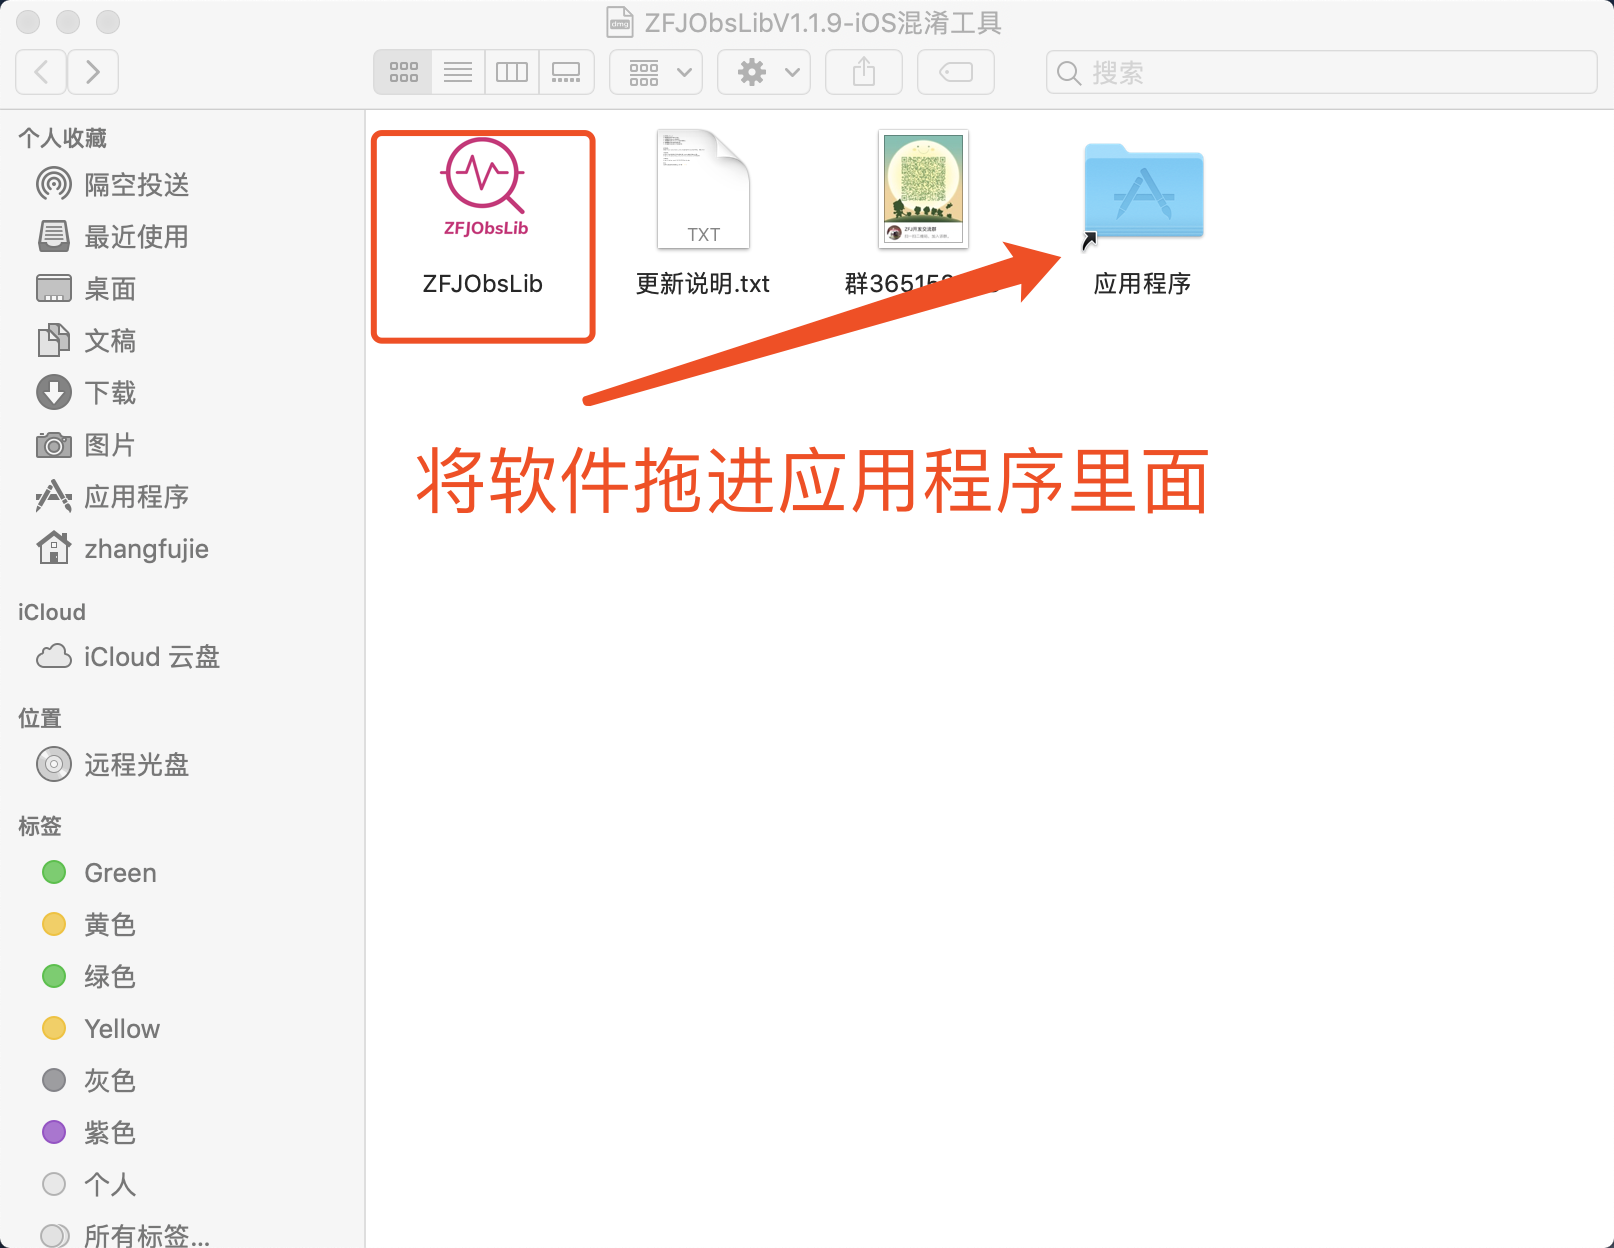 ZFJObsLibV1.1.9-iOS混淆工具
搜索
个人收藏
隔空投送
最近使用
桌面
文稿
下载
图片
应用程序
zhangfujie
iCloud
iCloud 云盘
位置
远程光盘
标签
Green
黄色
绿色
Yellow
灰色
紫色
个人
所有标签...
ZFJObsLib
ZFJObsLib
TXT
更新说明.txt
群36515
应用程序
将软件拖进应用程序里面